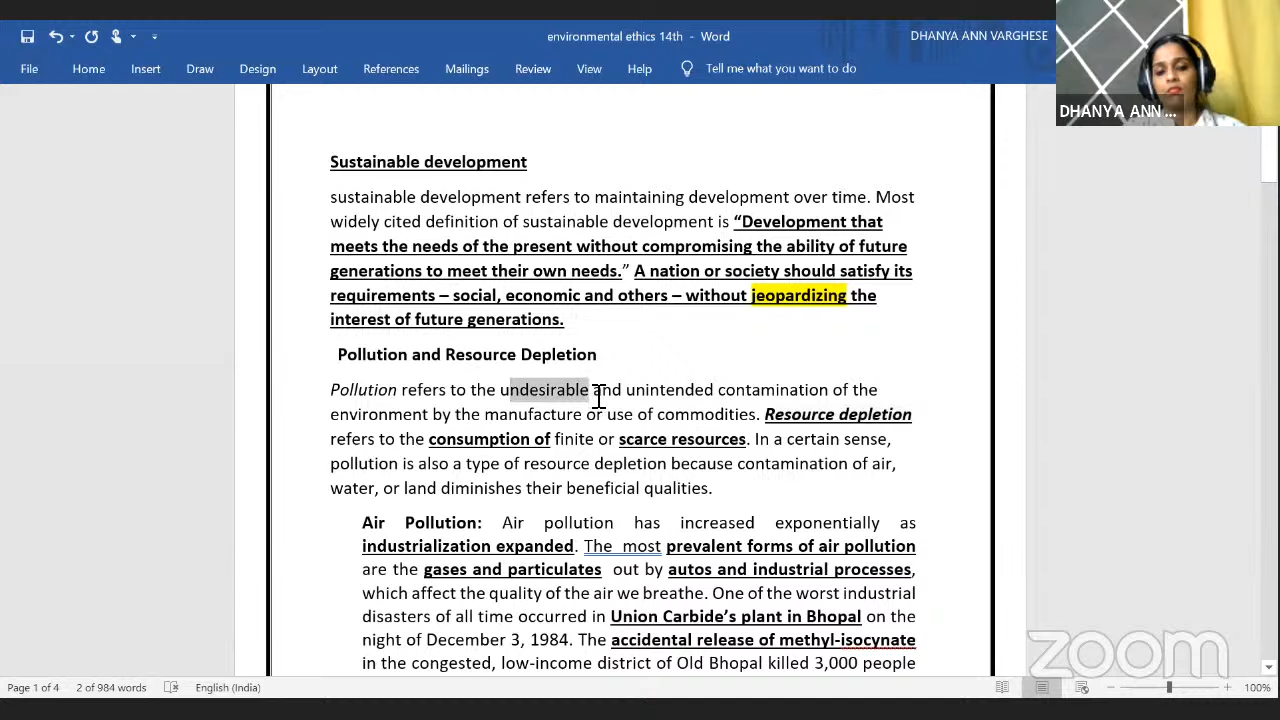 environmental ethics 14th - Word
DHANYA ANN VARGHESE
File Home Insert Draw Design Layout References Mailings Review View Help Tell me what you want to do
DHANYA ANN ...
Sustainable development
sustainable development refers to maintaining development over time. Most
widely cited definition of sustainable development is “Development that
meets the needs of the present without compromising the ability of future
generations to meet their own needs.” A nation or society should satisfy its
requirements – social, economic and others – without jeopardizing the
interest of future generations.
Pollution and Resource Depletion
Pollution refers to the undesirable and unintended contamination of the
environment by the manufacture or use of commodities. Resource depletion
refers to the consumption of finite or scarce resources. In a certain sense,
pollution is also a type of resource depletion because contamination of air,
water, or land diminishes their beneficial qualities.
Air Pollution: Air pollution has increased exponentially as
industrialization expanded. The most prevalent forms of air pollution
are the gases and particulates out by autos and industrial processes,
which affect the quality of the air we breathe. One of the worst industrial
disasters of all time occurred in Union Carbide’s plant in Bhopal on the
night of December 3, 1984. The accidental release of methyl-isocynate
in the congested, low-income district of Old Bhopal killed 3,000 people
zoom
Page 1 of 4 2 of 984 words English (India) 100%